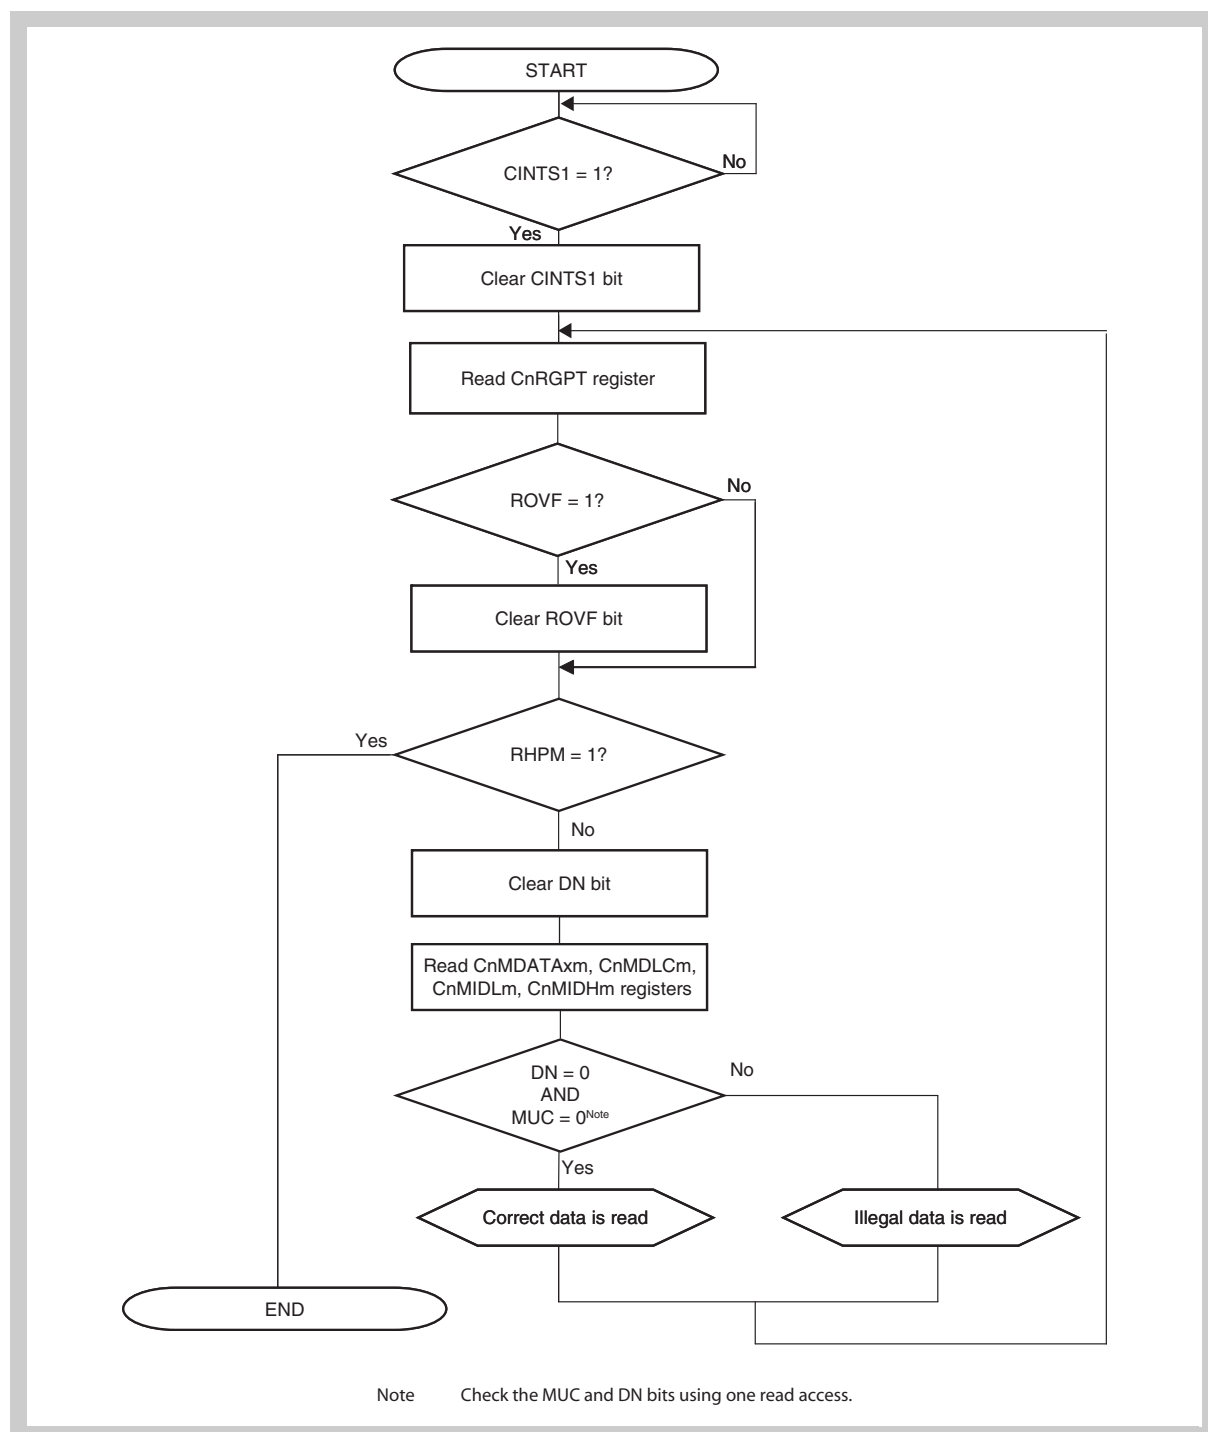 START
CINTS1 = 1?
No
Yes
Clear CINTS1 bit
Read CnRGPT register
ROVF = 1?
No
Yes
Clear ROVF bit
Yes
RHPM = 1?
No
Clear DN bit
Read CnMDATAxm, CnMDLCm,
CnMIDLm, CnMIDHm registers
DN = 0
AND
MUC = 0Note
No
Yes
Correct data is read
Illegal data is read
END
Note Check the MUC and DN bits using one read access.